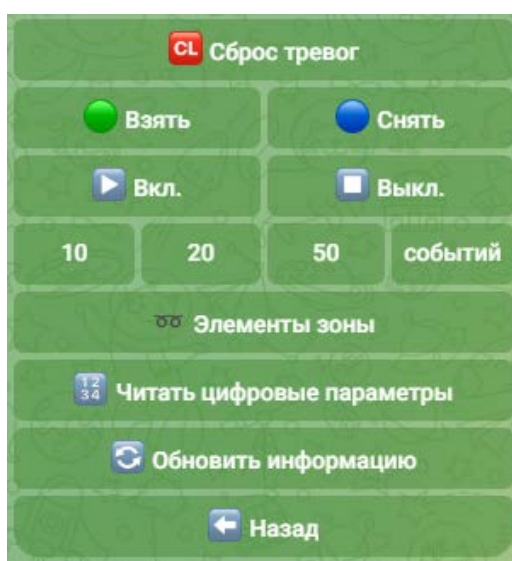 CL Сброс тревог
Взять Снять
Вкл. Выкл.
10 20 50 событий
Элементы зоны
1234 Читать цифровые параметры
Обновить информацию
Назад